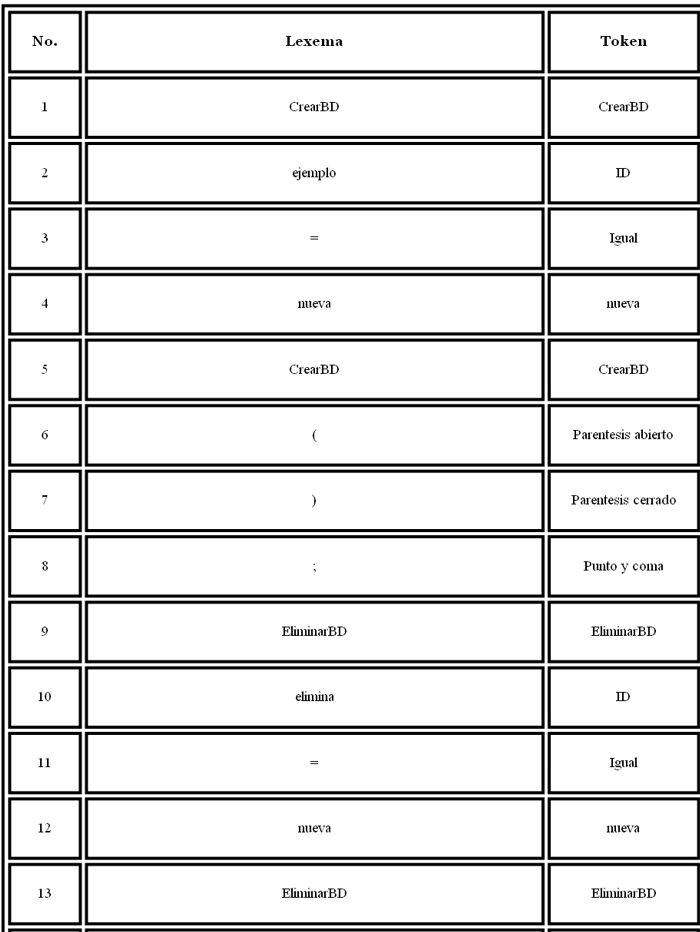 No. Lexema Token
1 CrearBD CrearBD
2 ejemplo ID
3 = Igual
4 nueva nueva
5 CrearBD CrearBD
6 ( Parentesis abierto
7 ) Parentesis cerrado
8 ; Punto y coma
9 EliminarBD EliminarBD
10 elimina ID
11 = Igual
12 nueva nueva
13 EliminarBD EliminarBD